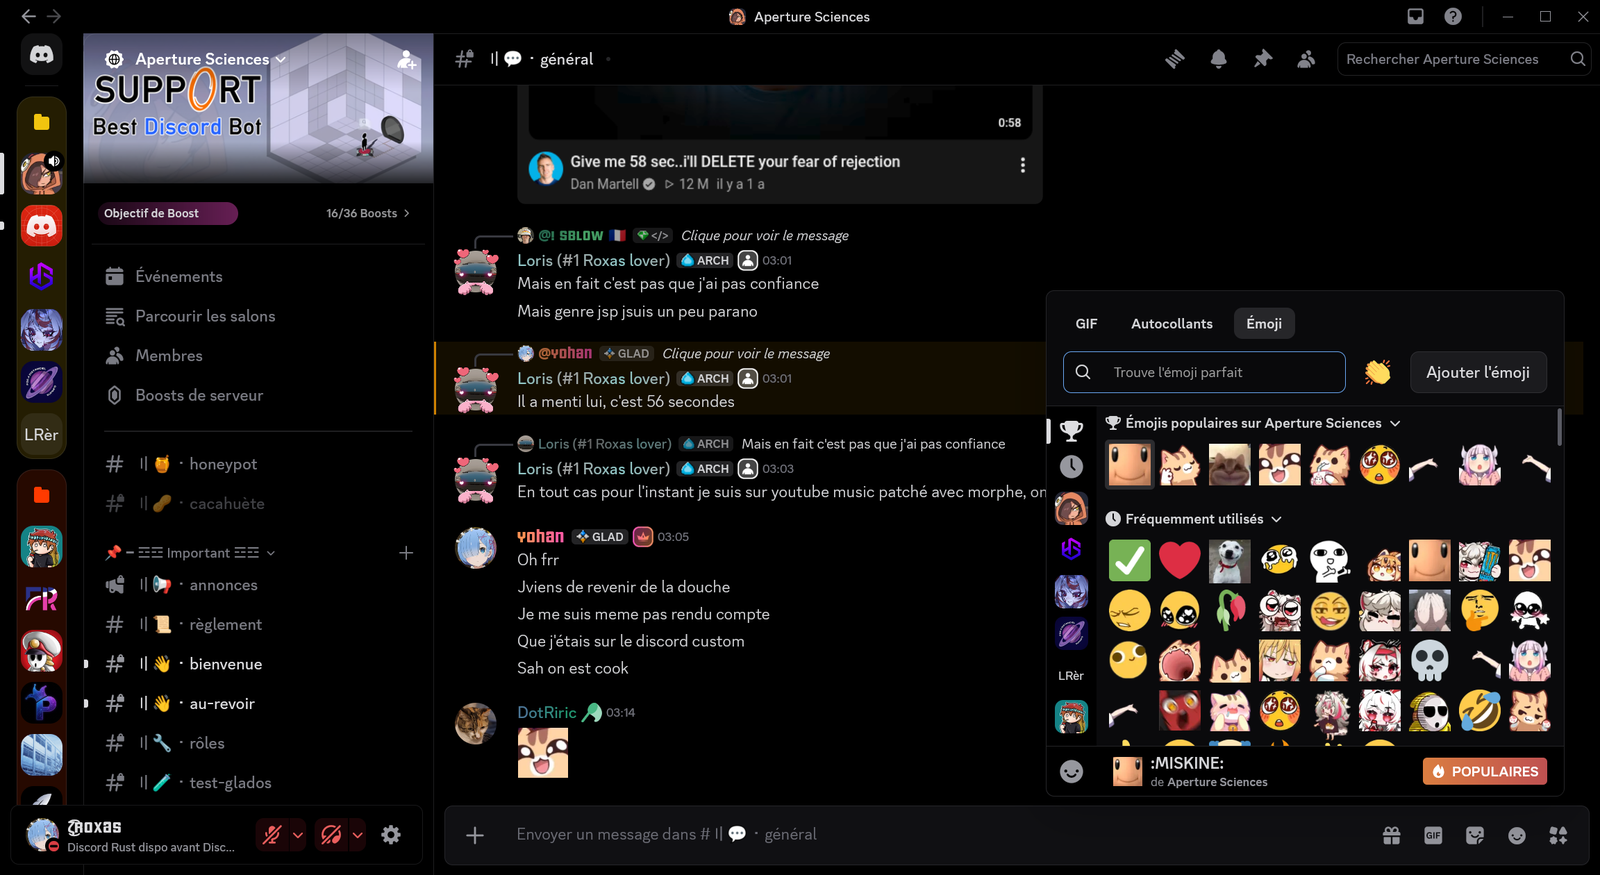 Aperture Sciences
Aperture Sciences
SUPPORT
Best Discord Bot
Objectif de Boost
16/36 Boosts
Événements
Parcourir les salons
Membres
Boosts de serveur
LRèr
honeypot
cacahuète
Important
annonces
règlement
bienvenue
au-revoir
rôles
test-glados
Roxas
Discord Rust dispo avant Disc...
général
Rechercher Aperture Sciences
0:58
Give me 58 sec..i'll DELETE your fear of rejection
Dan Martell 12 M il y a 1 a
@! SBLOW </> Clique pour voir le message
Loris (#1 Roxas lover) ARCH 03:01
Mais en fait c'est pas que j'ai pas confiance
Mais genre jsp jsuis un peu parano
@yohan GLAD Clique pour voir le message
Loris (#1 Roxas lover) ARCH 03:01
Il a menti lui, c'est 56 secondes
Loris (#1 Roxas lover) ARCH Mais en fait c'est pas que j'ai pas confiance
Loris (#1 Roxas lover) ARCH 03:03
En tout cas pour l'instant je suis sur youtube music patché avec morphe, on
yohan GLAD 03:05
Oh frr
Jviens de revenir de la douche
Je me suis meme pas rendu compte
Que j'étais sur le discord custom
Sah on est cook
DotRiric 03:14
Envoyer un message dans # général
GIF
GIF
Autocollants
Émoji
Trouve l'émoji parfait
Ajouter l'émoji
Émojis populaires sur Aperture Sciences
Fréquemment utilisés
LRèr
:MISKINE:
de Aperture Sciences
POPULAIRES